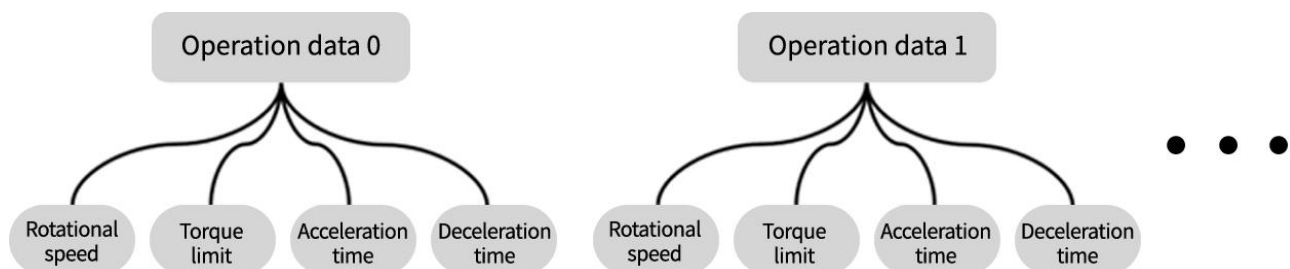 Operation data 0
Operation data 1
Rotational
speed
Torque
limit
Acceleration
time
Deceleration
time
Rotational
speed
Torque
limit
Acceleration
time
Deceleration
time